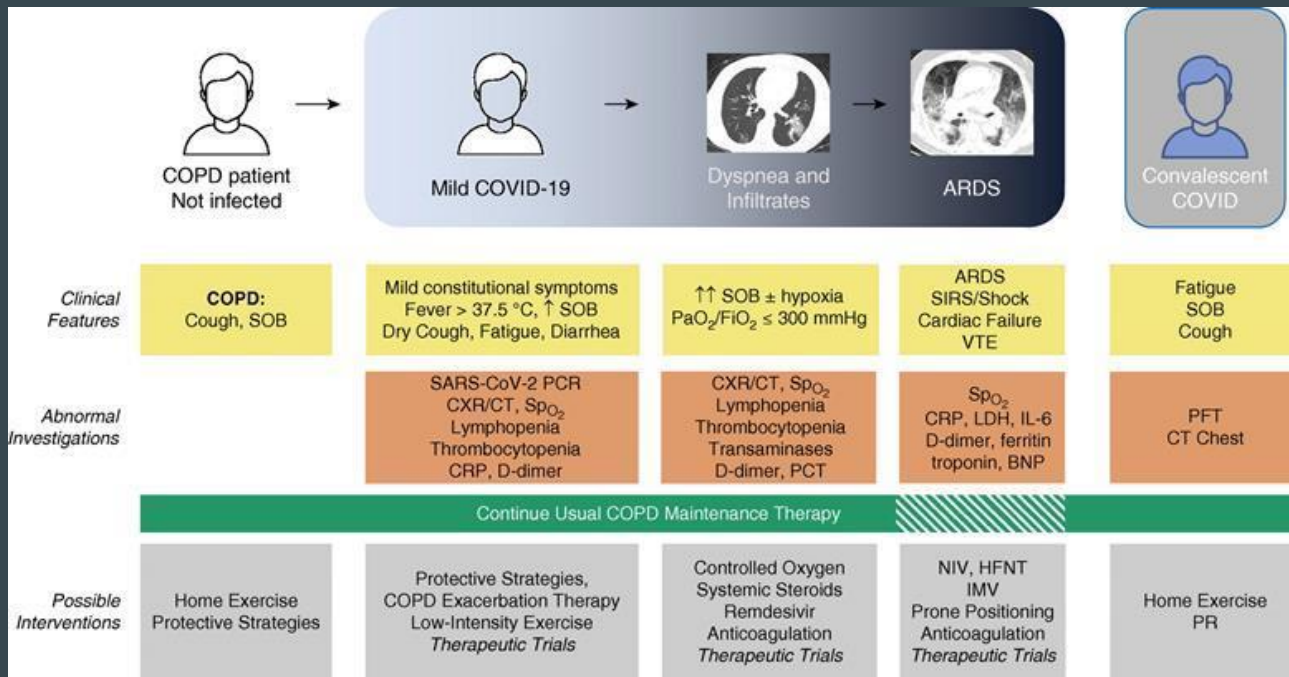 COPD patient
Not infected
Mild COVID-19
Dyspnea and
Infiltrates
ARDS
Convalescent
COVID
Clinical
Features
COPD:
Cough, SOB
Mild constitutional symptoms
Fever > 37.5 °C, ↑ SOB
Dry Cough, Fatigue, Diarrhea
↑↑ SOB ± hypoxia
PaO₂/FiO₂ ≤ 300 mmHg
ARDS
SIRS/Shock
Cardiac Failure
VTE
Fatigue
SOB
Cough
Abnormal
Investigations
SARS-CoV-2 PCR
CXR/CT, SpO₂
Lymphopenia
Thrombocytopenia
CRP, D-dimer
CXR/CT, SpO₂
Lymphopenia
Thrombocytopenia
Transaminases
D-dimer, PCT
SpO₂
CRP, LDH, IL-6
D-dimer, ferritin
troponin, BNP
PFT
CT Chest
Continue Usual COPD Maintenance Therapy
Possible
Interventions
Home Exercise
Protective Strategies
Protective Strategies,
COPD Exacerbation Therapy
Low-Intensity Exercise
Therapeutic Trials
Controlled Oxygen
Systemic Steroids
Remdesivir
Anticoagulation
Therapeutic Trials
NIV, HFNT
IMV
Prone Positioning
Anticoagulation
Therapeutic Trials
Home Exercise
PR